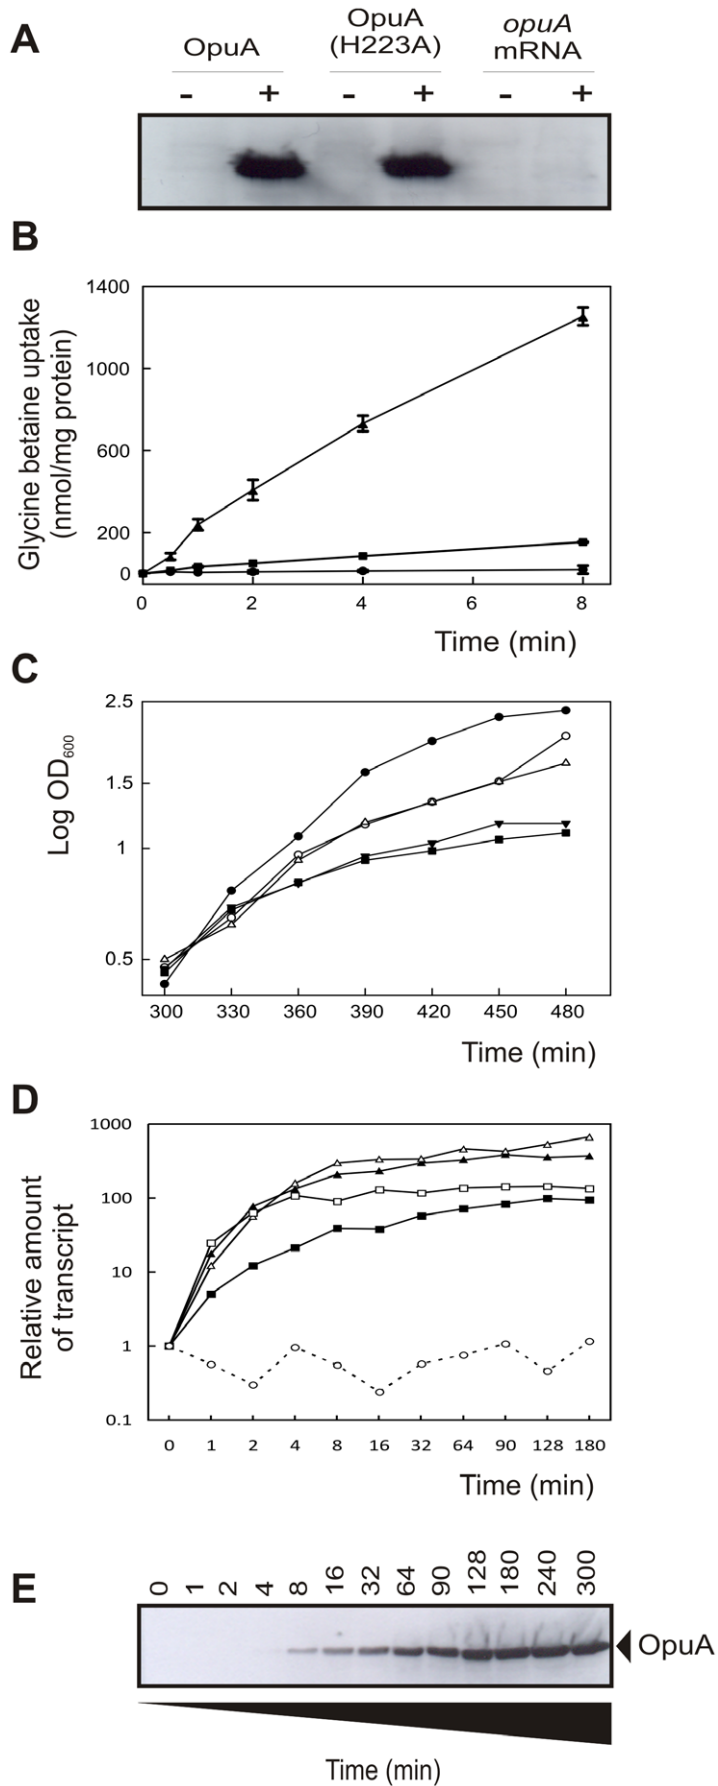 A
OpuA
OpuA
(H223A)
opuA
mRNA
- + - + - +
B
Glycine betaine uptake
(nmol/mg protein)
1400
1000
600
200
0
0 2 4 6 8
Time (min)
C
Log OD600
2.5
1.5
1
0.5
300 330 360 390 420 450 480
Time (min)
D
Relative amount
of transcript
1000
100
10
1
0.1
0 1 2 4 8 16 32 64 90 128 180
Time (min)
E
0 1 2 4 8 16 32 64 90 128 180 240 300
OpuA
Time (min)